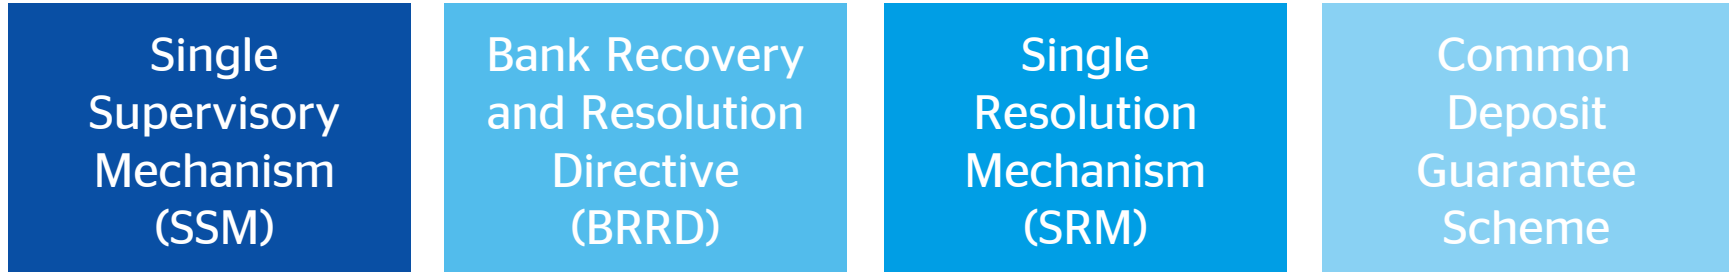 Single
Supervisory
Mechanism
(SSM)
Bank Recovery
and Resolution
Directive
(BRRD)
Single
Resolution
Mechanism
(SRM)
Common
Deposit
Guarantee
Scheme